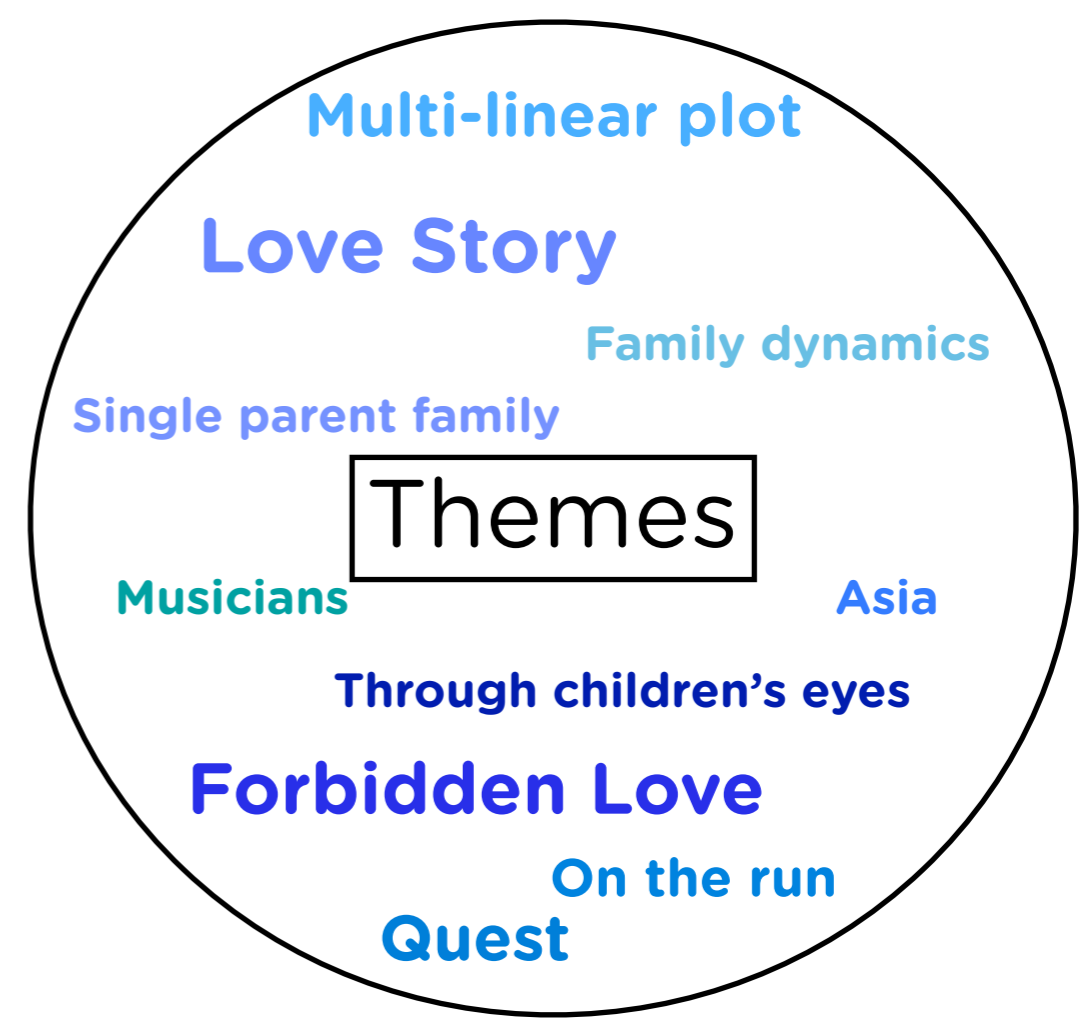 Multi-linear plot
Love Story
Family dynamics
Single parent family
Themes
Musicians
Asia
Through children’s eyes
Forbidden Love
On the run
Quest